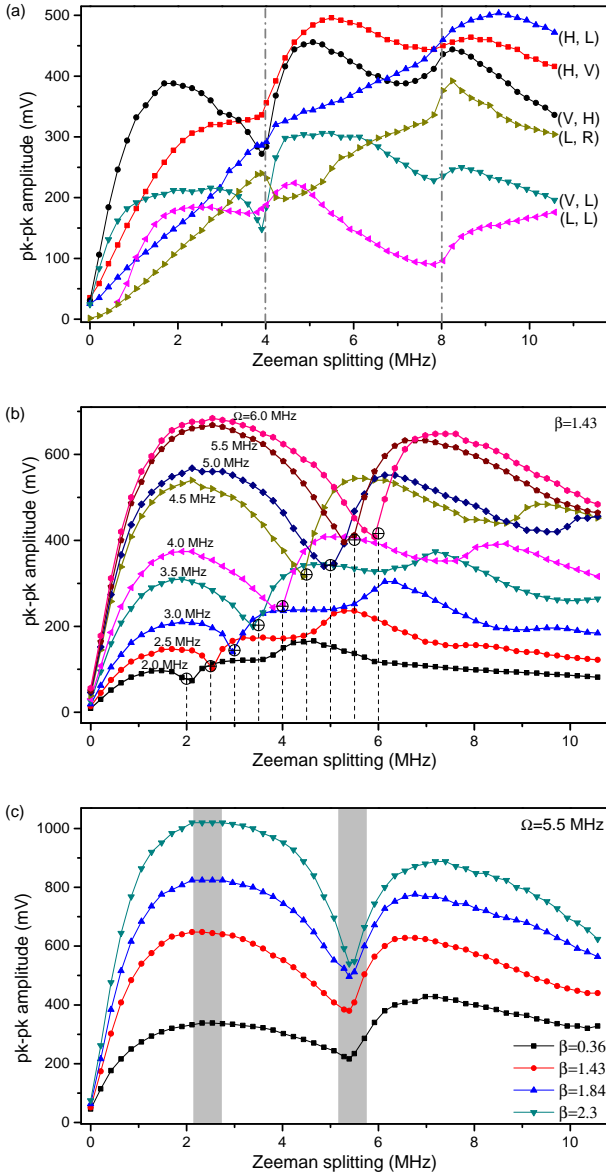 (a)
500
400
300
200
100
0
pk-pk amplitude (mV)
(H, L)
(H, V)
(V, H)
(L, R)
(V, L)
(L, L)
0 2 4 6 8 10
Zeeman splitting (MHz)
(b)
600
400
200
0
pk-pk amplitude (mV)
Ω=6.0 MHz
β=1.43
5.5 MHz
5.0 MHz
4.5 MHz
4.0 MHz
3.5 MHz
3.0 MHz
2.5 MHz
2.0 MHz
0 2 4 6 8 10
Zeeman splitting (MHz)
(c)
1000
800
600
400
200
0
pk-pk amplitude (mV)
Ω=5.5 MHz
β=0.36
β=1.43
β=1.84
β=2.3
0 2 4 6 8 10
Zeeman splitting (MHz)